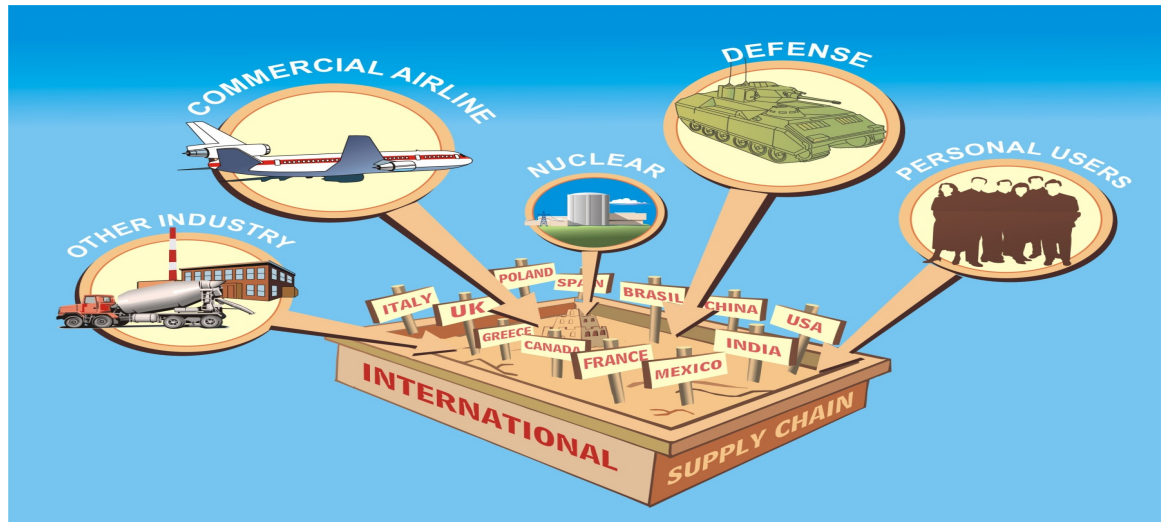 COMMERCIAL AIRLINE
DEFENSE
NUCLEAR
PERSONAL USERS
OTHER INDUSTRY
POLAND
SPAIN
ITALY
UK
BRASIL
CHINA
USA
GREECE
CANADA
FRANCE
INDIA
MEXICO
INTERNATIONAL
SUPPLY CHAIN